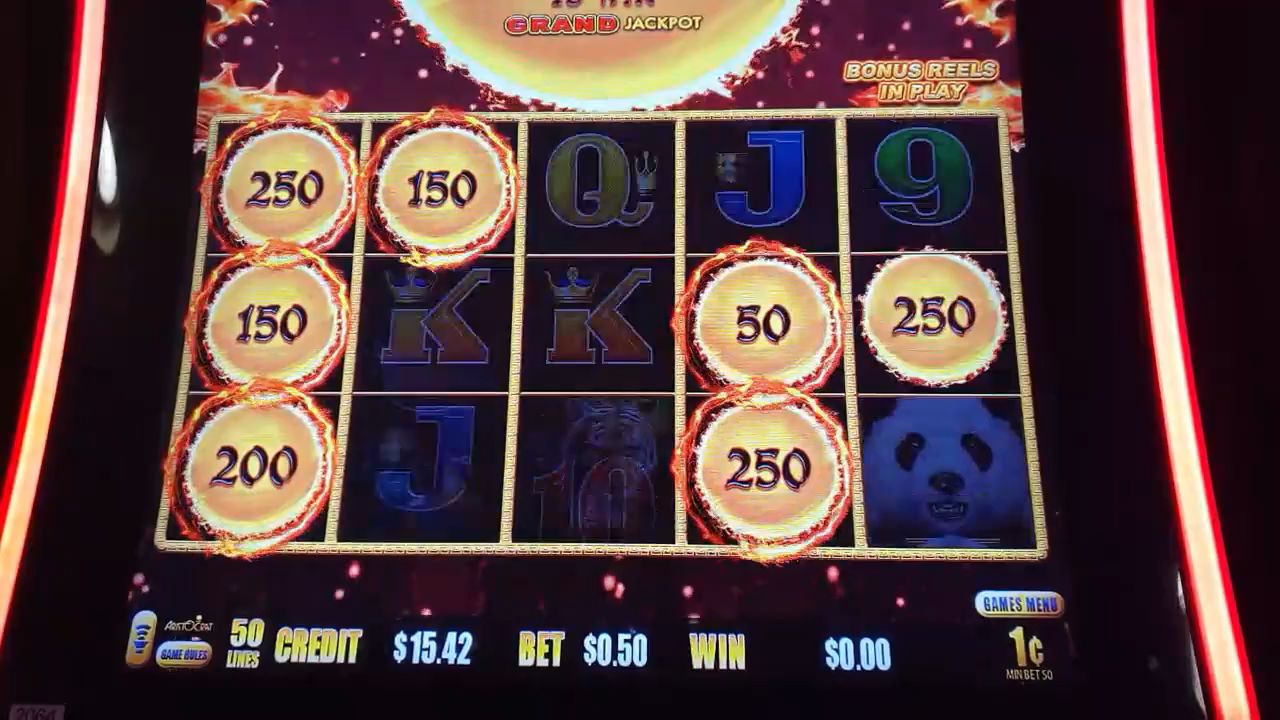 GRAND JACKPOT
BONUS REELS
IN PLAY
250 150 Q J 9
150 K K 50 250
200 J 10 250
GAMES MENU
ARISTOCRAT
GAME RULES
50
LINES
CREDIT $15.42 BET $0.50 WIN $0.00
1¢
MIN BET 50